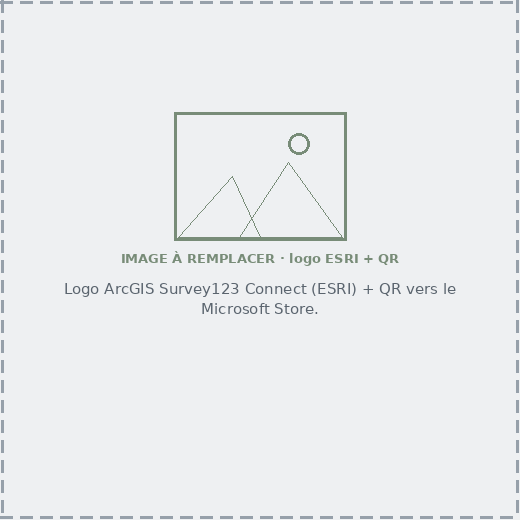 IMAGE À REMPLACER · logo ESRI + QR
Logo ArcGIS Survey123 Connect (ESRI) + QR vers le
Microsoft Store.